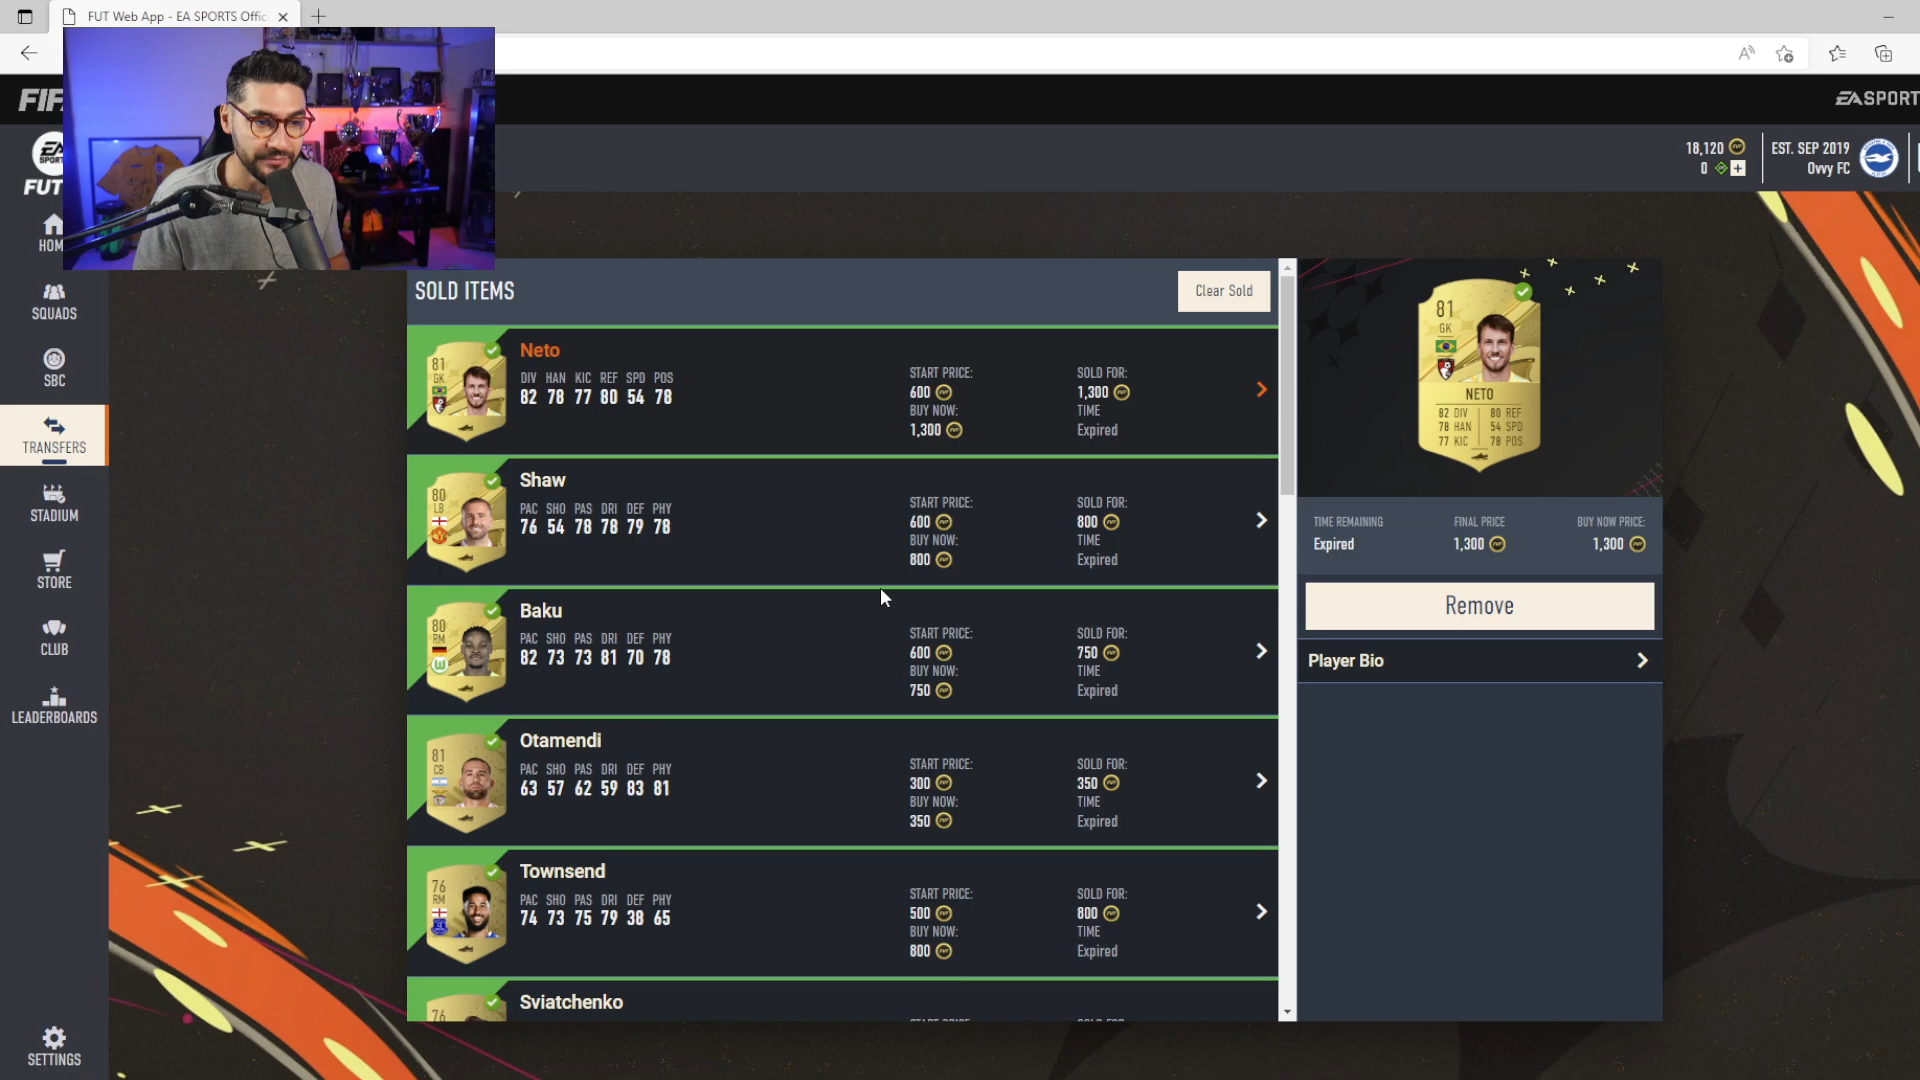 FUT Web App - EA SPORTS Offic
FIF
EA SPORT
EA
SPORT
FUT
18,120
0
EST. SEP 2019
Ovvy FC
HOM
SQUADS
SBC
TRANSFERS
STADIUM
STORE
CLUB
LEADERBOARDS
SETTINGS
SOLD ITEMS
Clear Sold
81
GK
Neto
DIV HAN KIC REF SPD POS
82 78 77 80 54 78
START PRICE:
600
BUY NOW:
1,300
SOLD FOR:
1,300
TIME
Expired
80
LB
Shaw
PAC SHO PAS DRI DEF PHY
76 54 78 78 79 78
START PRICE:
600
BUY NOW:
800
SOLD FOR:
800
TIME
Expired
80
RM
Baku
PAC SHO PAS DRI DEF PHY
82 73 73 81 70 78
START PRICE:
600
BUY NOW:
750
SOLD FOR:
750
TIME
Expired
81
CB
Otamendi
PAC SHO PAS DRI DEF PHY
63 57 62 59 83 81
START PRICE:
300
BUY NOW:
350
SOLD FOR:
350
TIME
Expired
76
RM
Townsend
PAC SHO PAS DRI DEF PHY
74 73 75 79 38 65
START PRICE:
500
BUY NOW:
800
SOLD FOR:
800
TIME
Expired
76
Sviatchenko
81
GK
NETO
82 DIV 80 REF
78 HAN 54 SPD
77 KIC 78 POS
TIME REMAINING
Expired
FINAL PRICE
1,300
BUY NOW PRICE:
1,300
Remove
Player Bio